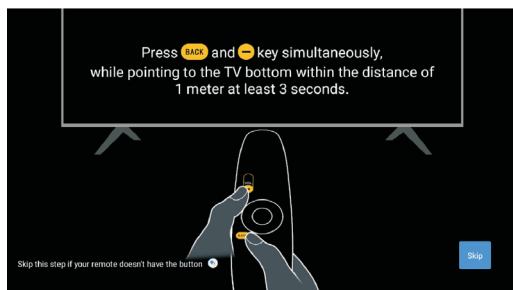 Press BACK and - key simultaneously,
while pointing to the TV bottom within the distance of
1 meter at least 3 seconds.
BACK
Skip this step if your remote doesn't have the button
Skip